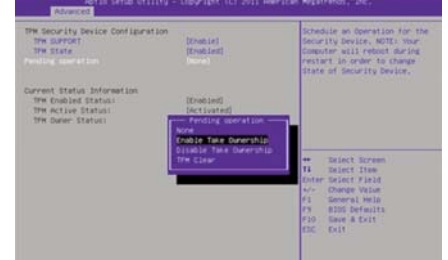 Aptio Setup Utility - Copyright (C) 2011 American Megatrends, Inc.
Advanced
TPM Security Device Configuration
TPM SUPPORT [Enable]
TPM State [Enabled]
Pending operation [None]
Current Status Information
TPM Enabled Status: [Enabled]
TPM Active Status: [Activated]
TPM Owner Status:
Pending operation
None
Enable Take Ownership
Disable Take Ownership
TPM Clear
Schedule an Operation for the
Security Device. NOTE: Your
Computer will reboot during
restart in order to change
State of Security Device.
↔ Select Screen
↑↓ Select Item
Enter Select Field
+/- Change Value
F1 General Help
F9 BIOS Defaults
F10 Save & Exit
ESC Exit